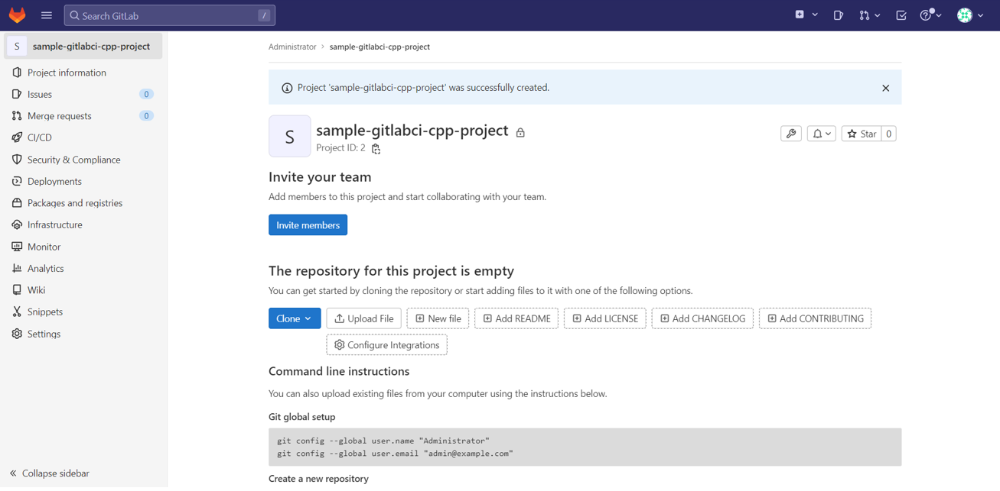 Search GitLab /
S sample-gitlabci-cpp-project
Project information
Issues 0
Merge requests 0
CI/CD
Security & Compliance
Deployments
Packages and registries
Infrastructure
Monitor
Analytics
Wiki
Snippets
Settings
Collapse sidebar
Administrator > sample-gitlabci-cpp-project
Project 'sample-gitlabci-cpp-project' was successfully created.
S
sample-gitlabci-cpp-project
Project ID: 2
Star 0
Invite your team
Add members to this project and start collaborating with your team.
Invite members
The repository for this project is empty
You can get started by cloning the repository or start adding files to it with one of the following options.
Clone Upload File New file Add README Add LICENSE Add CHANGELOG Add CONTRIBUTING
Configure Integrations
Command line instructions
You can also upload existing files from your computer using the instructions below.
Git global setup
git config --global user.name "Administrator"
git config --global user.email "admin@example.com"
Create a new repository